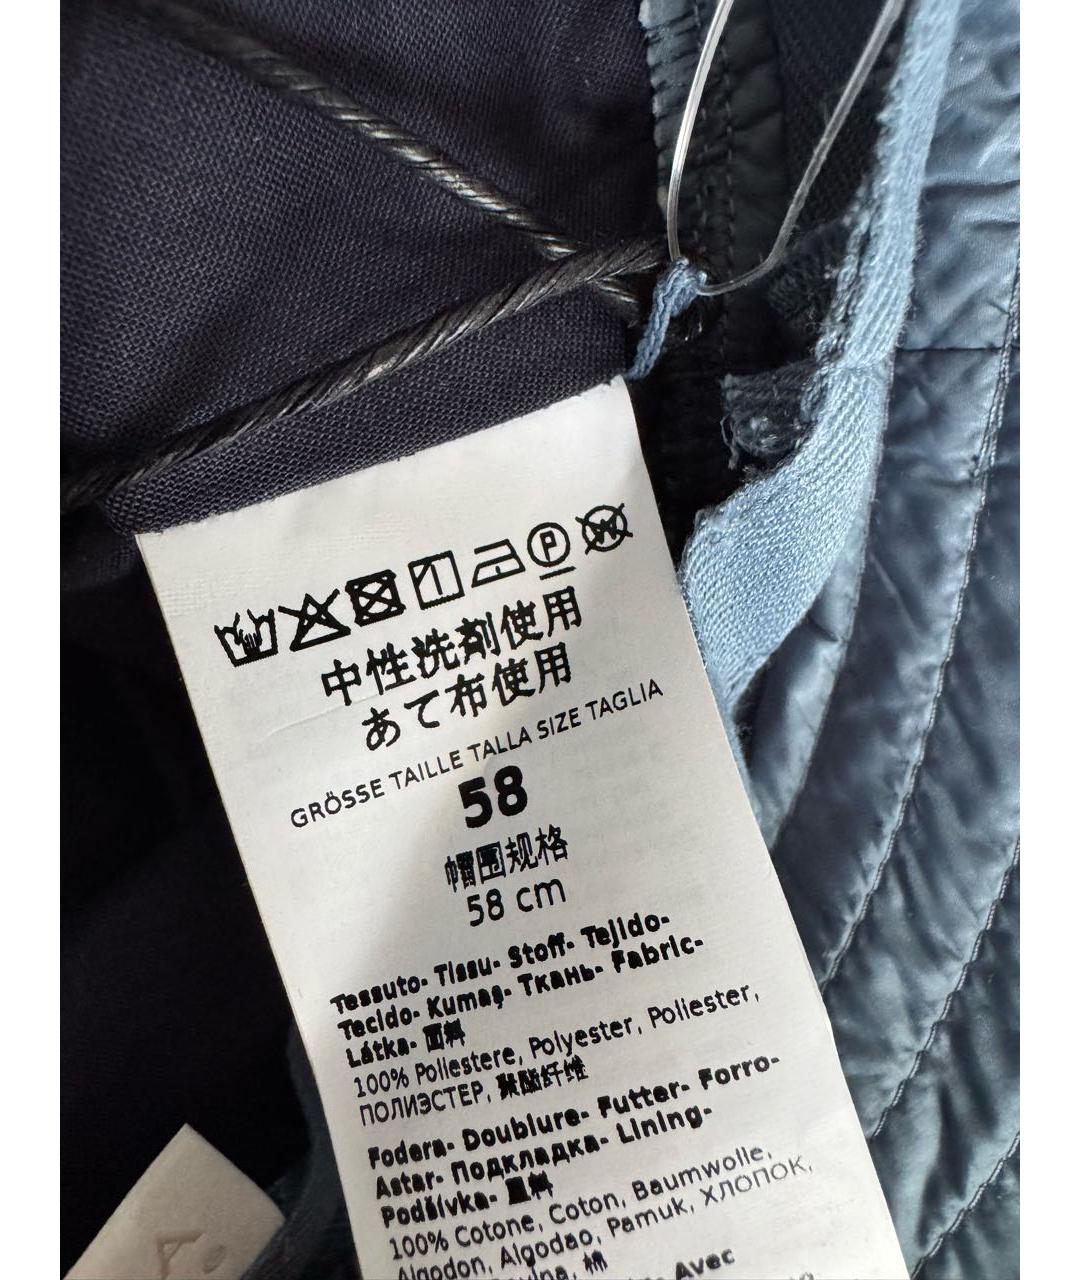 中性洗剤使用
あて布使用
GRÖSSE TAILLE TALLA SIZE TAGLIA
58
帽围规格
58 cm
Tessuto- Tissu- Stoff- Tejido-
Tecido- Kumaş- Ткань- Fabric-
Látka- 面料
100% Poliestere, Polyester, Poliester,
ПОЛИЭСТЕР, 聚酯纤维
Fodera- Doublure- Futter- Forro-
Astar- Подкладка- Lining-
Podšívka- 里料
100% Cotone, Coton, Baumwolle,
Algodon, Algodao, Pamuk, ХЛОПОК,
棉
Avec